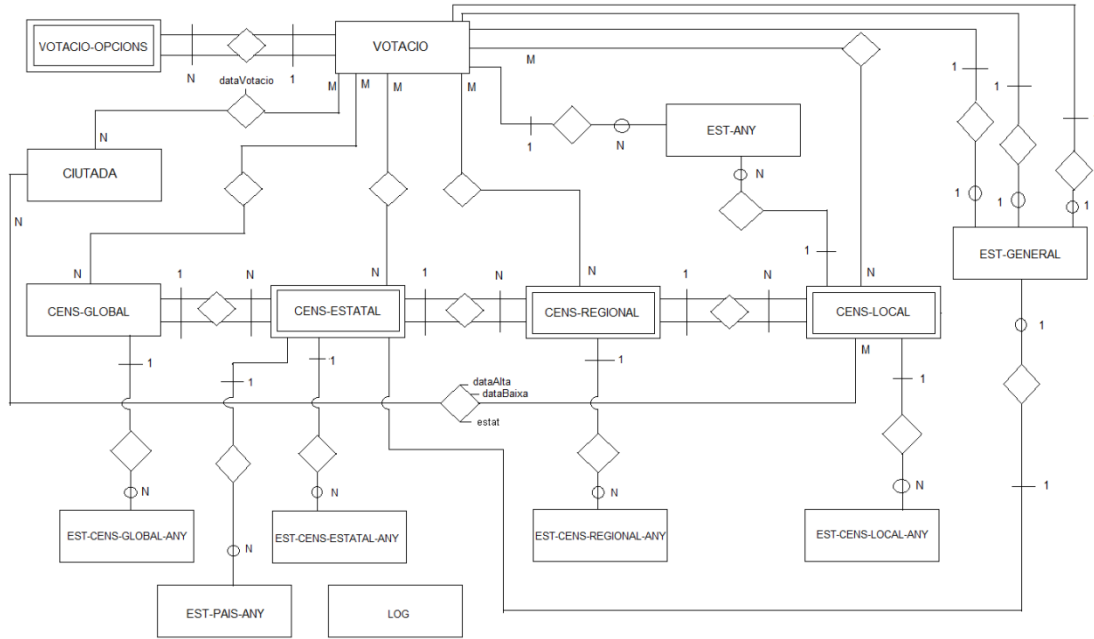 VOTACIO-OPCIONS
VOTACIO
N
1
dataVotacio
M
M
M
M
M
1
1
1
N
EST-ANY
1
N
CIUTADA
N
N
1
1
1
EST-GENERAL
1
N
N
N
N
1
N
1
N
1
N
CENS-GLOBAL
CENS-ESTATAL
CENS-REGIONAL
CENS-LOCAL
1
1
1
1
1
M
1
dataAlta
dataBaixa
estat
N
N
N
N
1
EST-CENS-GLOBAL-ANY
EST-CENS-ESTATAL-ANY
EST-CENS-REGIONAL-ANY
EST-CENS-LOCAL-ANY
N
EST-PAIS-ANY
LOG